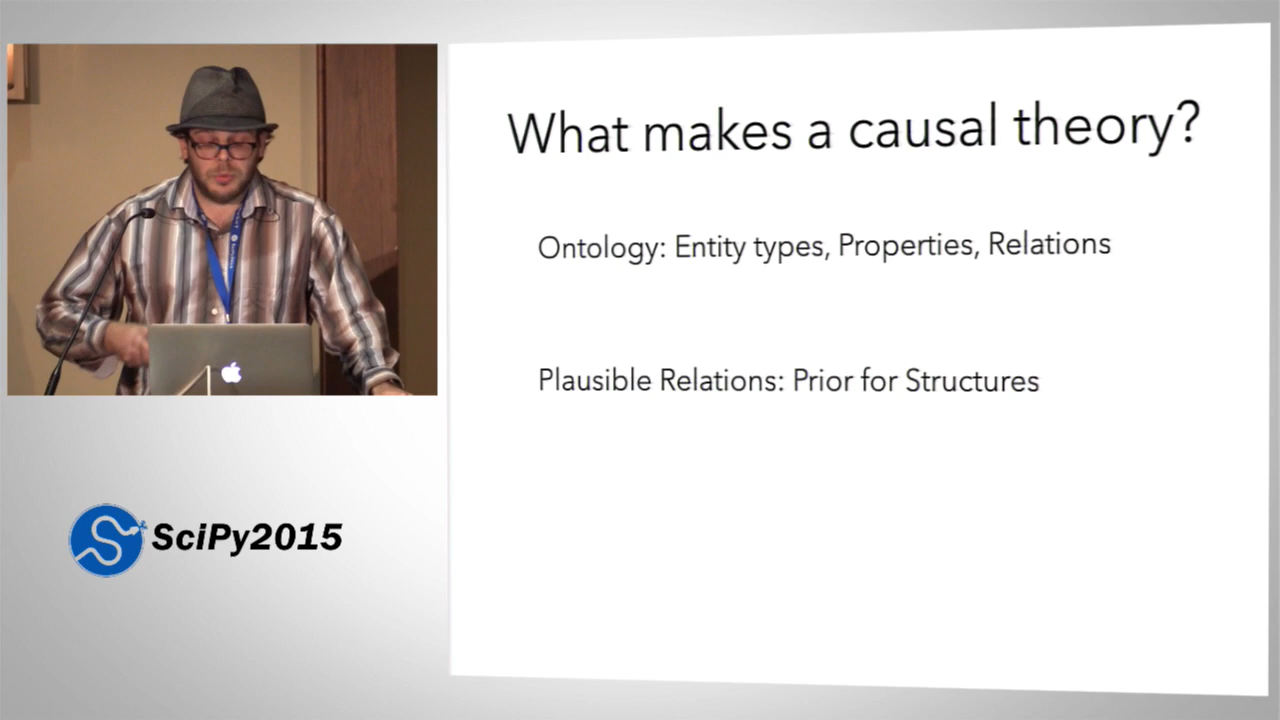 What makes a causal theory?
Ontology: Entity types, Properties, Relations
Plausible Relations: Prior for Structures
SciPy2015